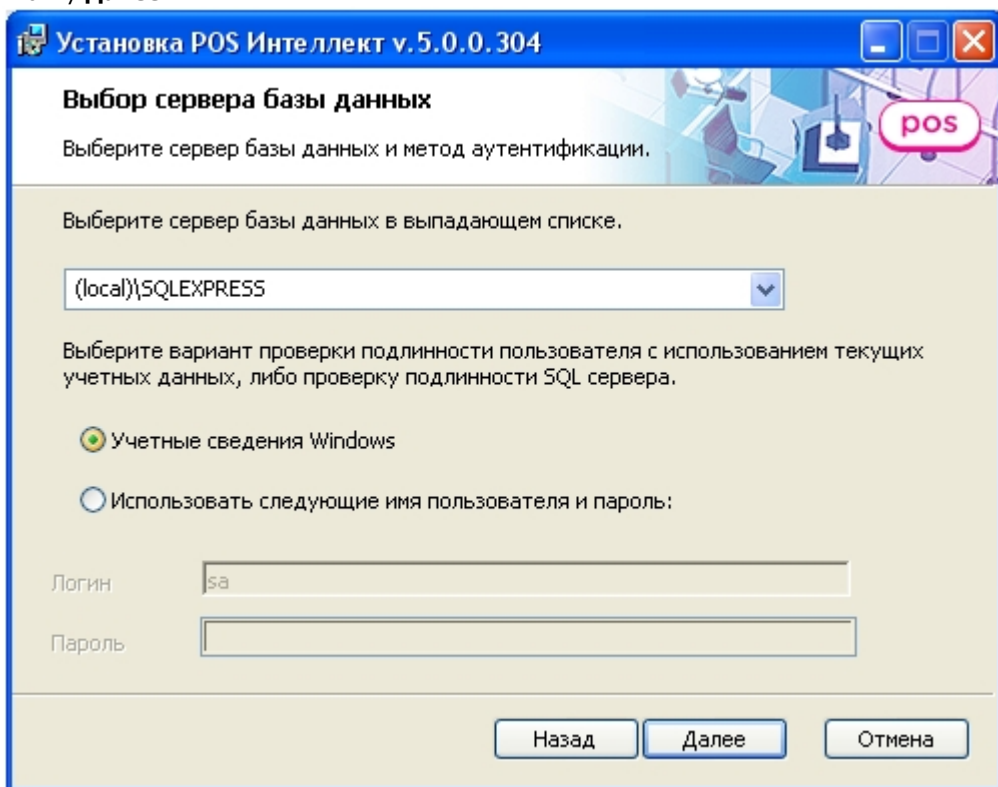 Установка POS Интеллект v.5.0.0.304
Выбор сервера базы данных
Выберите сервер базы данных и метод аутентификации.
pos
Выберите сервер базы данных в выпадающем списке.
(local)\SQLEXPRESS
Выберите вариант проверки подлинности пользователя с использованием текущих
учетных данных, либо проверку подлинности SQL сервера.
Учетные сведения Windows
Использовать следующие имя пользователя и пароль:
Логин sa
Пароль
Назад Далее Отмена